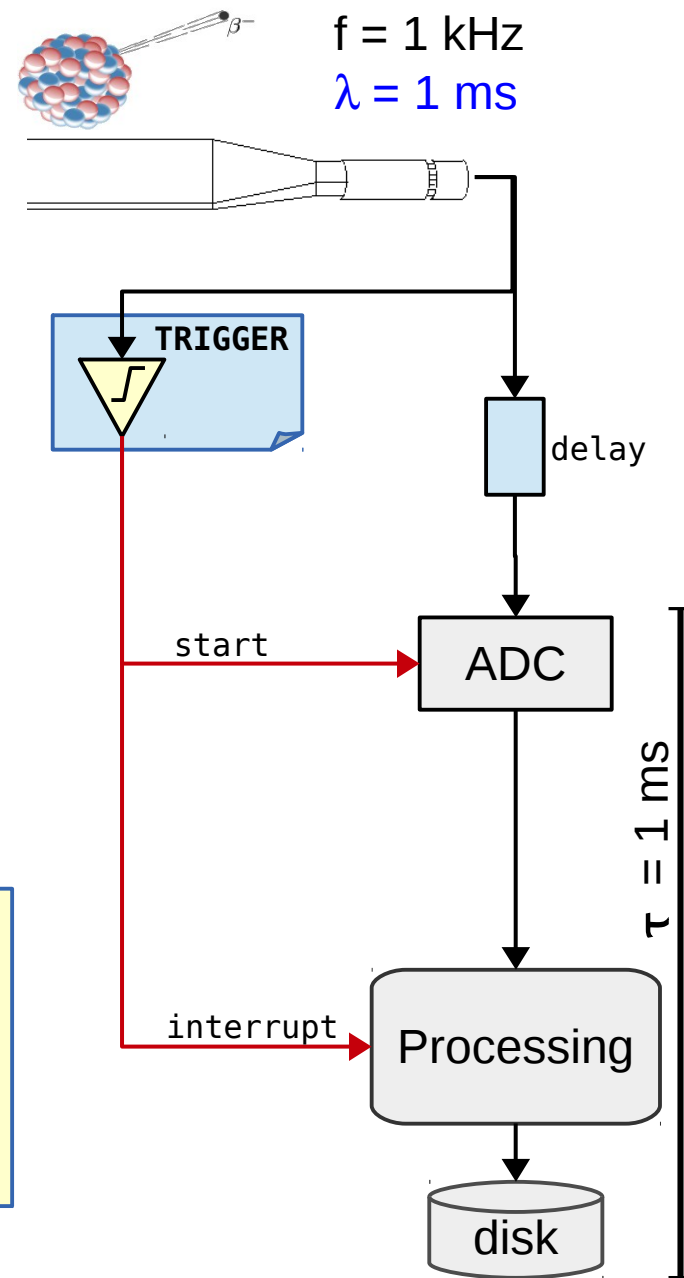 β⁻
f = 1 kHz
λ = 1 ms
TRIGGER
delay
start
ADC
τ = 1 ms
interrupt
Processing
disk